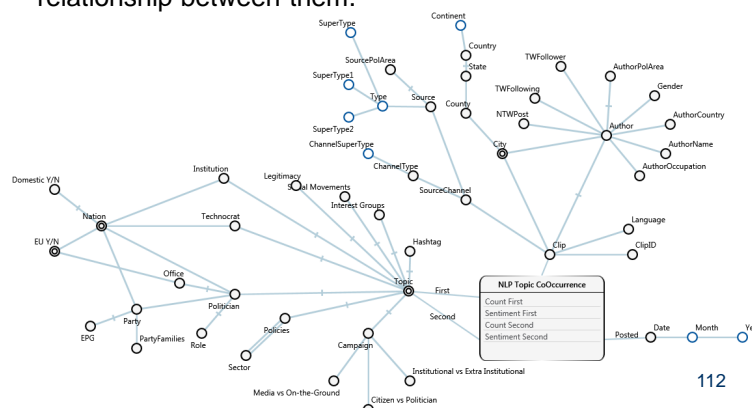 relationship between them.
SuperType
Continent
Country
SourcePolArea
State
TWFollower
AuthorPolArea
SuperType1
Type
Source
County
TWFollowing
Gender
SuperType2
NTWPost
Author
AuthorCountry
ChannelSuperType
City
AuthorName
ChannelType
AuthorOccupation
Institution
Legitimacy
Domestic Y/N
Social Movements
SourceChannel
Nation
Technocrat
Interest Groups
Language
EU Y/N
Hashtag
Clip
ClipID
Office
Topic
First
NLP Topic CoOccurrence
Politician
Count First
Party
Second
Sentiment First
EPG
PartyFamilies
Role
Policies
Count Second
Sentiment Second
Posted
Date
Month
Sector
Campaign
Institutional vs Extra Institutional
Media vs On-the-Ground
Citizen vs Politician
112